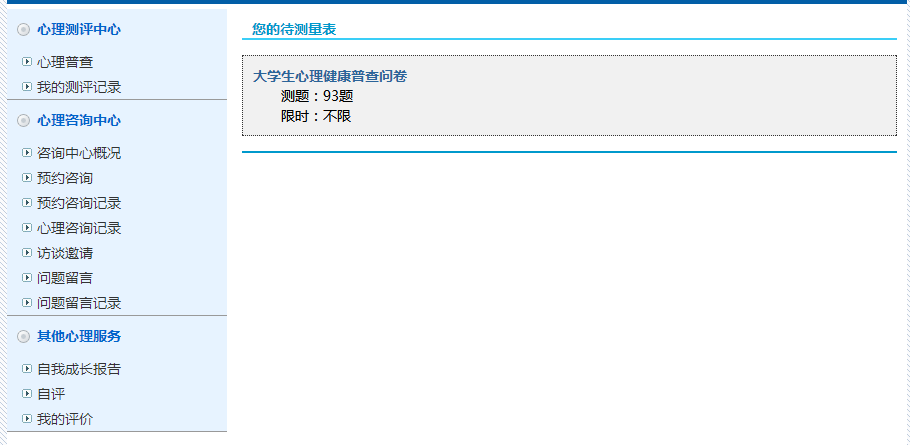 心理测评中心
心理普查
我的测评记录
心理咨询中心
咨询中心概况
预约咨询
预约咨询记录
心理咨询记录
访谈邀请
问题留言
问题留言记录
其他心理服务
自我成长报告
自评
我的评价
您的待测量表
大学生心理健康普查问卷
测题：93题
限时：不限